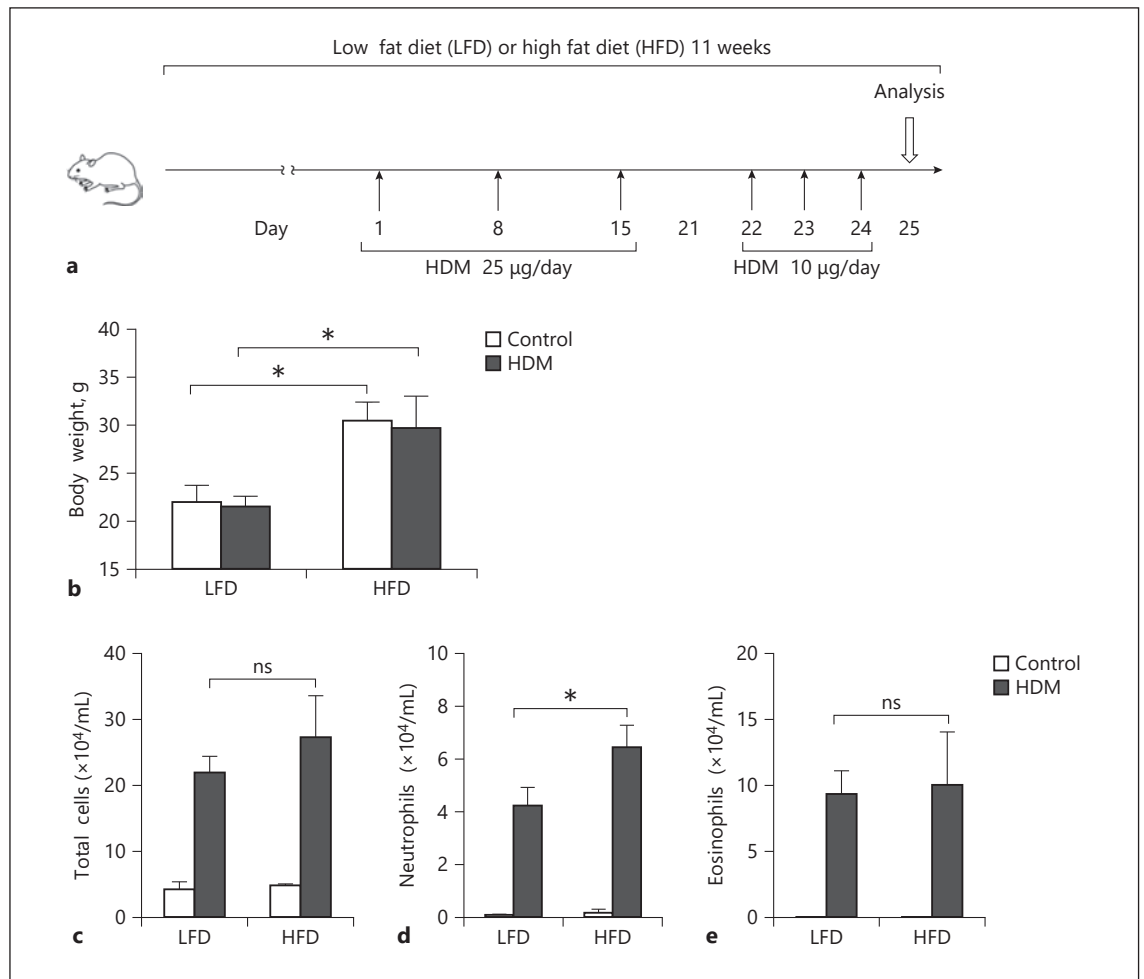 Low fat diet (LFD) or high fat diet (HFD) 11 weeks
Analysis
Day 1 8 15 21 22 23 24 25
HDM 25 μg/day HDM 10 μg/day
a
40
35
30
25
20
15
Body weight, g
*
*
Control
HDM
LFD HFD
b
40
30
20
10
0
Total cells (×10⁴/mL)
ns
LFD HFD
c
10
8
6
4
2
0
Neutrophils (×10⁴/mL)
*
LFD HFD
d
20
15
10
5
0
Eosinophils (×10⁴/mL)
ns
Control
HDM
LFD HFD
e